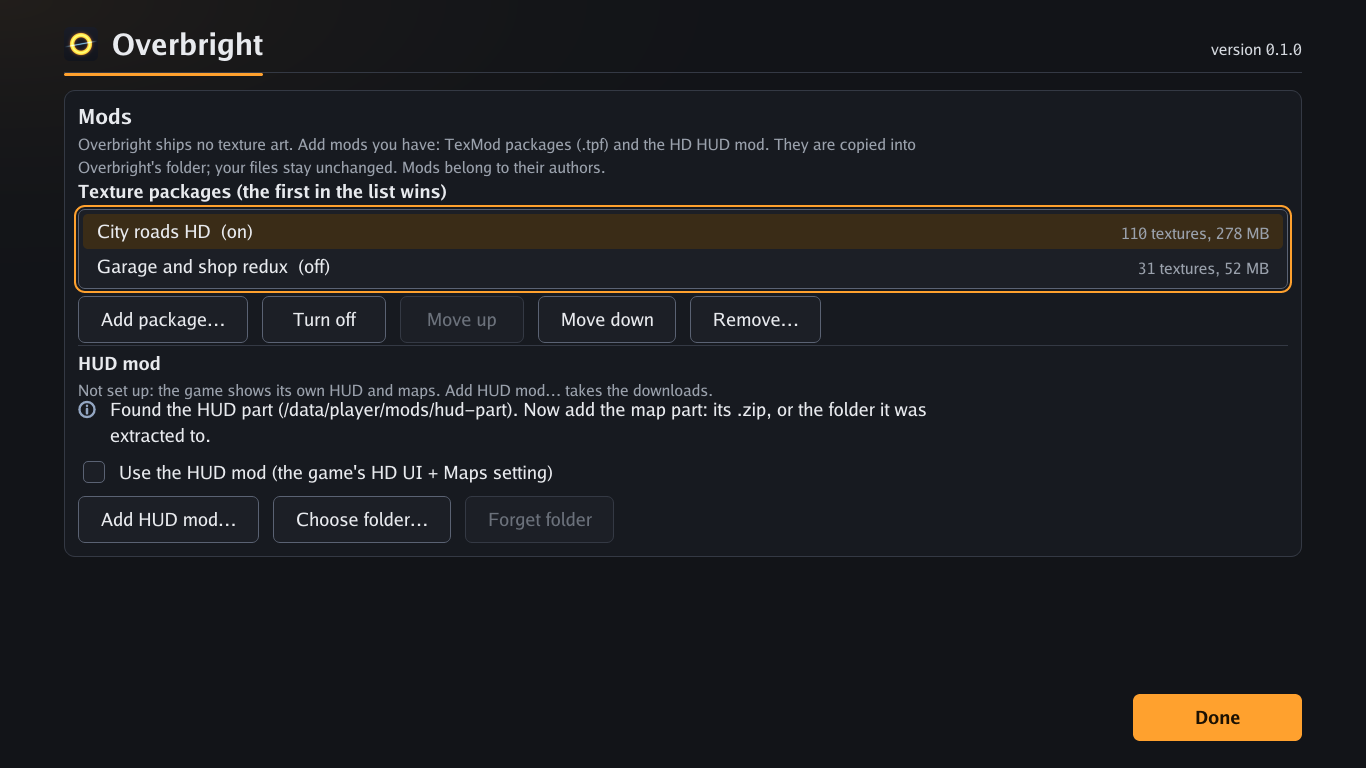 Overbright
version 0.1.0
Mods
Overbright ships no texture art. Add mods you have: TexMod packages (.tpf) and the HD HUD mod. They are copied into
Overbright's folder; your files stay unchanged. Mods belong to their authors.
Texture packages (the first in the list wins)
City roads HD (on) 110 textures, 278 MB
Garage and shop redux (off) 31 textures, 52 MB
Add package… Turn off Move up Move down Remove…
HUD mod
Not set up: the game shows its own HUD and maps. Add HUD mod… takes the downloads.
Found the HUD part (/data/player/mods/hud-part). Now add the map part: its .zip, or the folder it was
extracted to.
Use the HUD mod (the game's HD UI + Maps setting)
Add HUD mod… Choose folder… Forget folder
Done